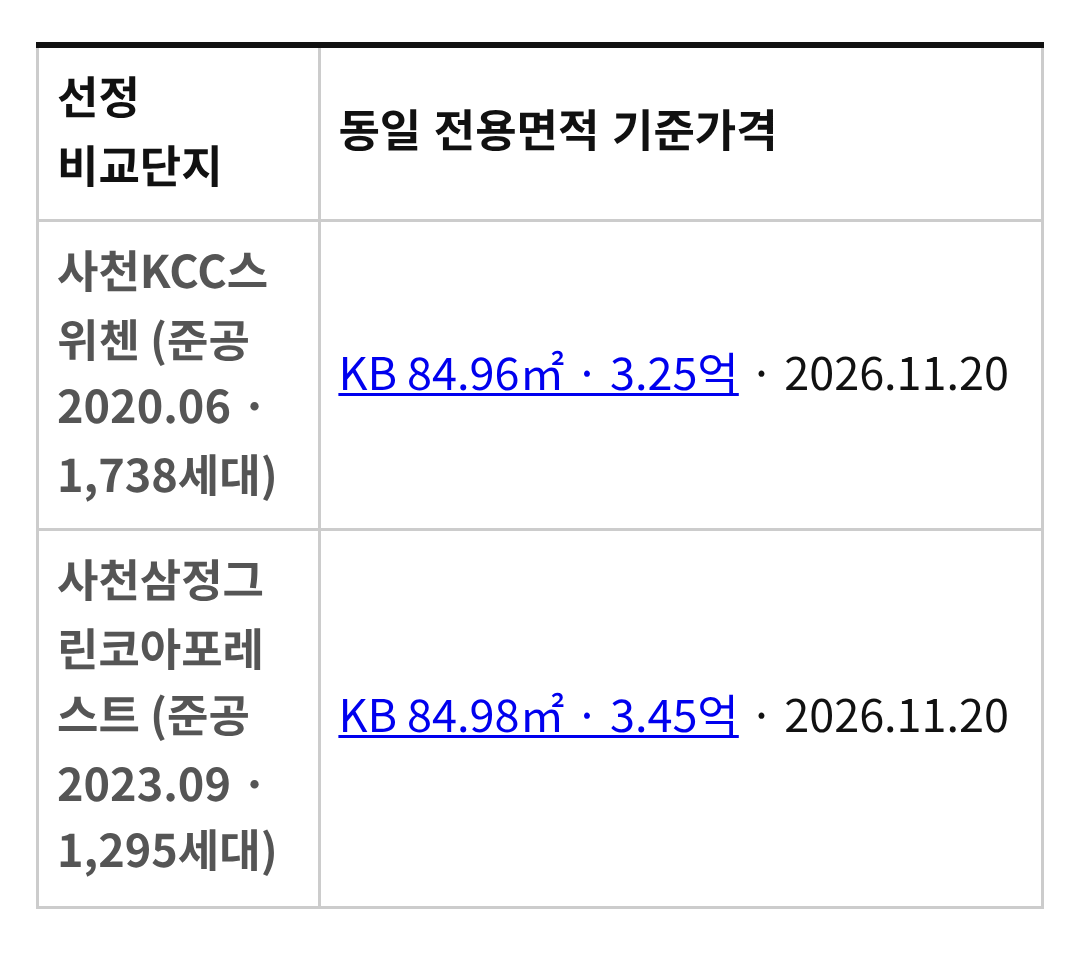 선정
비교단지
동일 전용면적 기준가격
사천KCC스
위첸 (준공
2020.06 ·
1,738세대)
KB 84.96㎡ · 3.25억 · 2026.11.20
사천삼정그
린코아포레
스트 (준공
2023.09 ·
1,295세대)
KB 84.98㎡ · 3.45억 · 2026.11.20